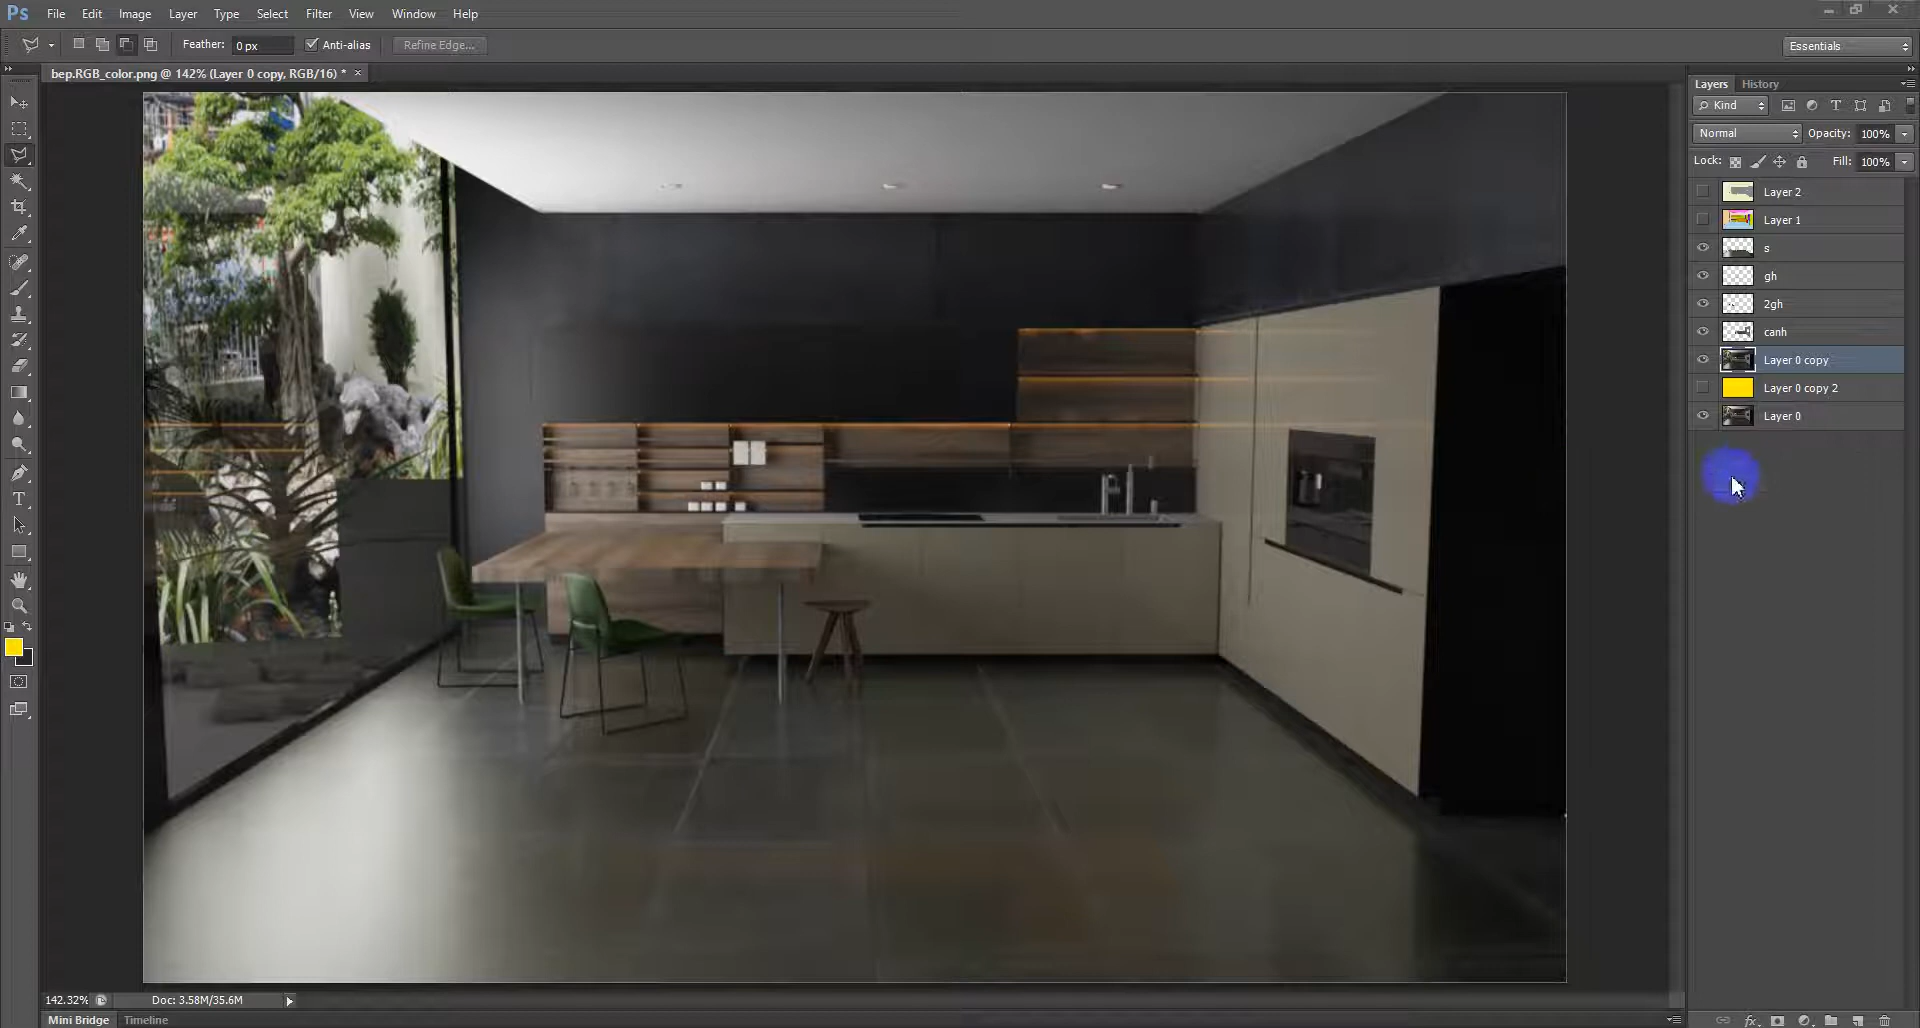 Ps File Edit Image Layer Type Select Filter 3D View Window Help
Feather: 0 px Anti-alias Refine Edge... Essentials
bep.RGB_color.png @ 142% (Layer 0 copy, RGB/16) * ×
Layers History
Kind
Normal Opacity: 100%
Lock: Fill: 100%
Layer 2
Layer 1
s
gh
2gh
canh
Layer 0 copy
Layer 0 copy 2
Layer 0
142.32% Doc: 3.58M/35.6M
Mini Bridge Timeline